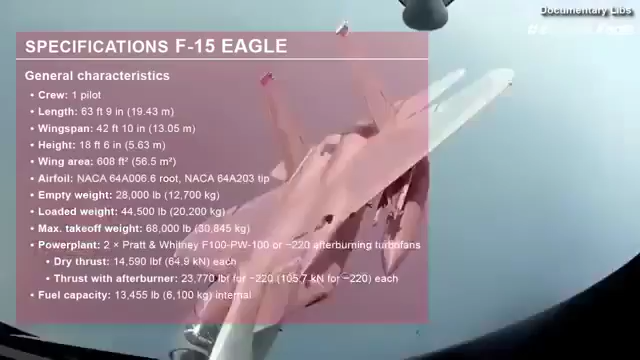 Documentary Libs
SPECIFICATIONS F-15 EAGLE
General characteristics
• Crew: 1 pilot
• Length: 63 ft 9 in (19.43 m)
• Wingspan: 42 ft 10 in (13.05 m)
• Height: 18 ft 6 in (5.63 m)
• Wing area: 608 ft² (56.5 m²)
• Airfoil: NACA 64A006.6 root, NACA 64A203 tip
• Empty weight: 28,000 lb (12,700 kg)
• Loaded weight: 44,500 lb (20,200 kg)
• Max. takeoff weight: 68,000 lb (30,845 kg)
• Powerplant: 2 × Pratt & Whitney F100-PW-100 or −220 afterburning turbofans
• Dry thrust: 14,590 lbf (64.9 kN) each
• Thrust with afterburner: 23,770 lbf for −220 (105.7 kN for −220) each
• Fuel capacity: 13,455 lb (6,100 kg) internal